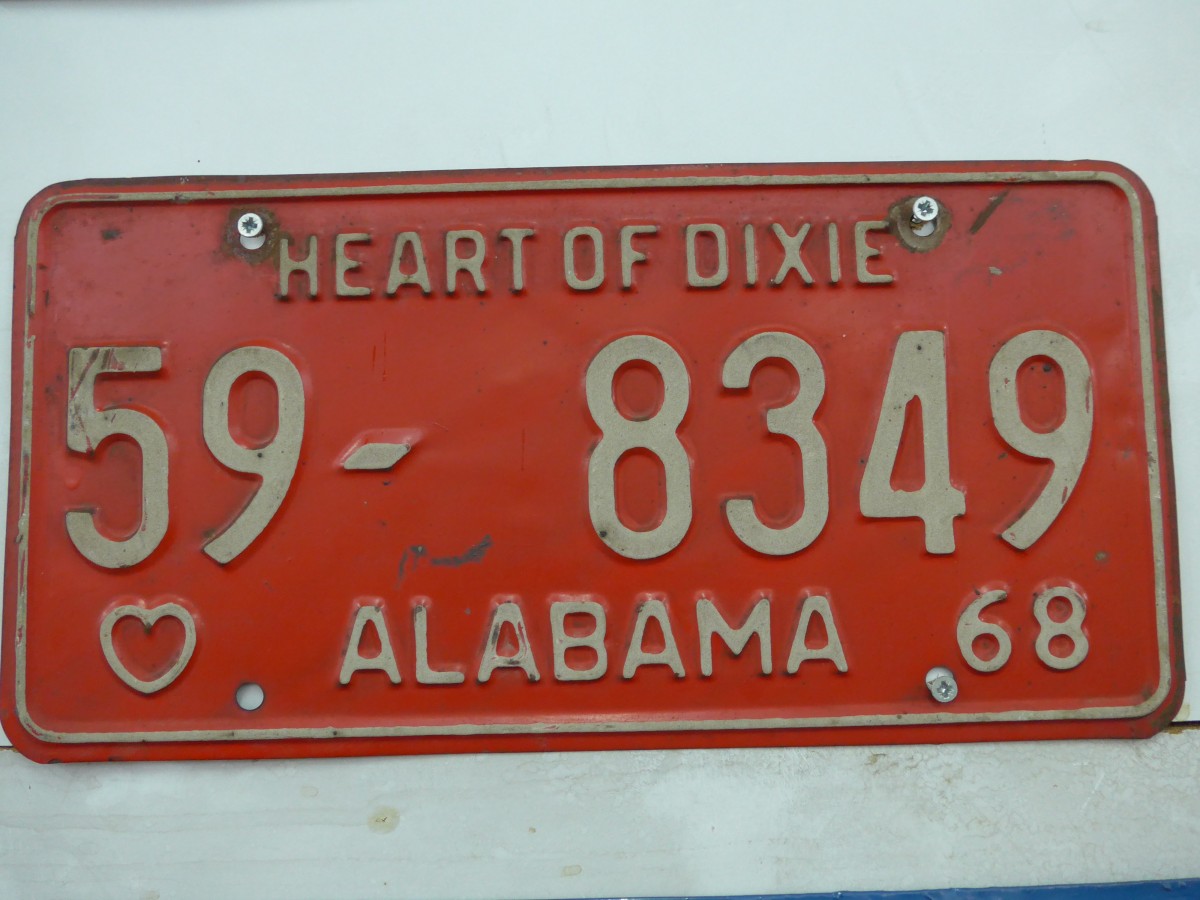 HEART OF DIXIE
59- 8349
ALABAMA 68